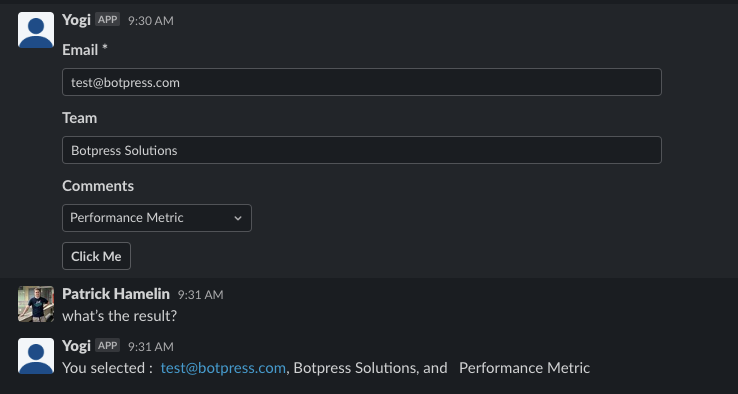 Yogi APP 9:30 AM
Email *
test@botpress.com
Team
Botpress Solutions
Comments
Performance Metric
Click Me
Patrick Hamelin 9:31 AM
what's the result?
Yogi APP 9:31 AM
You selected : test@botpress.com, Botpress Solutions, and Performance Metric